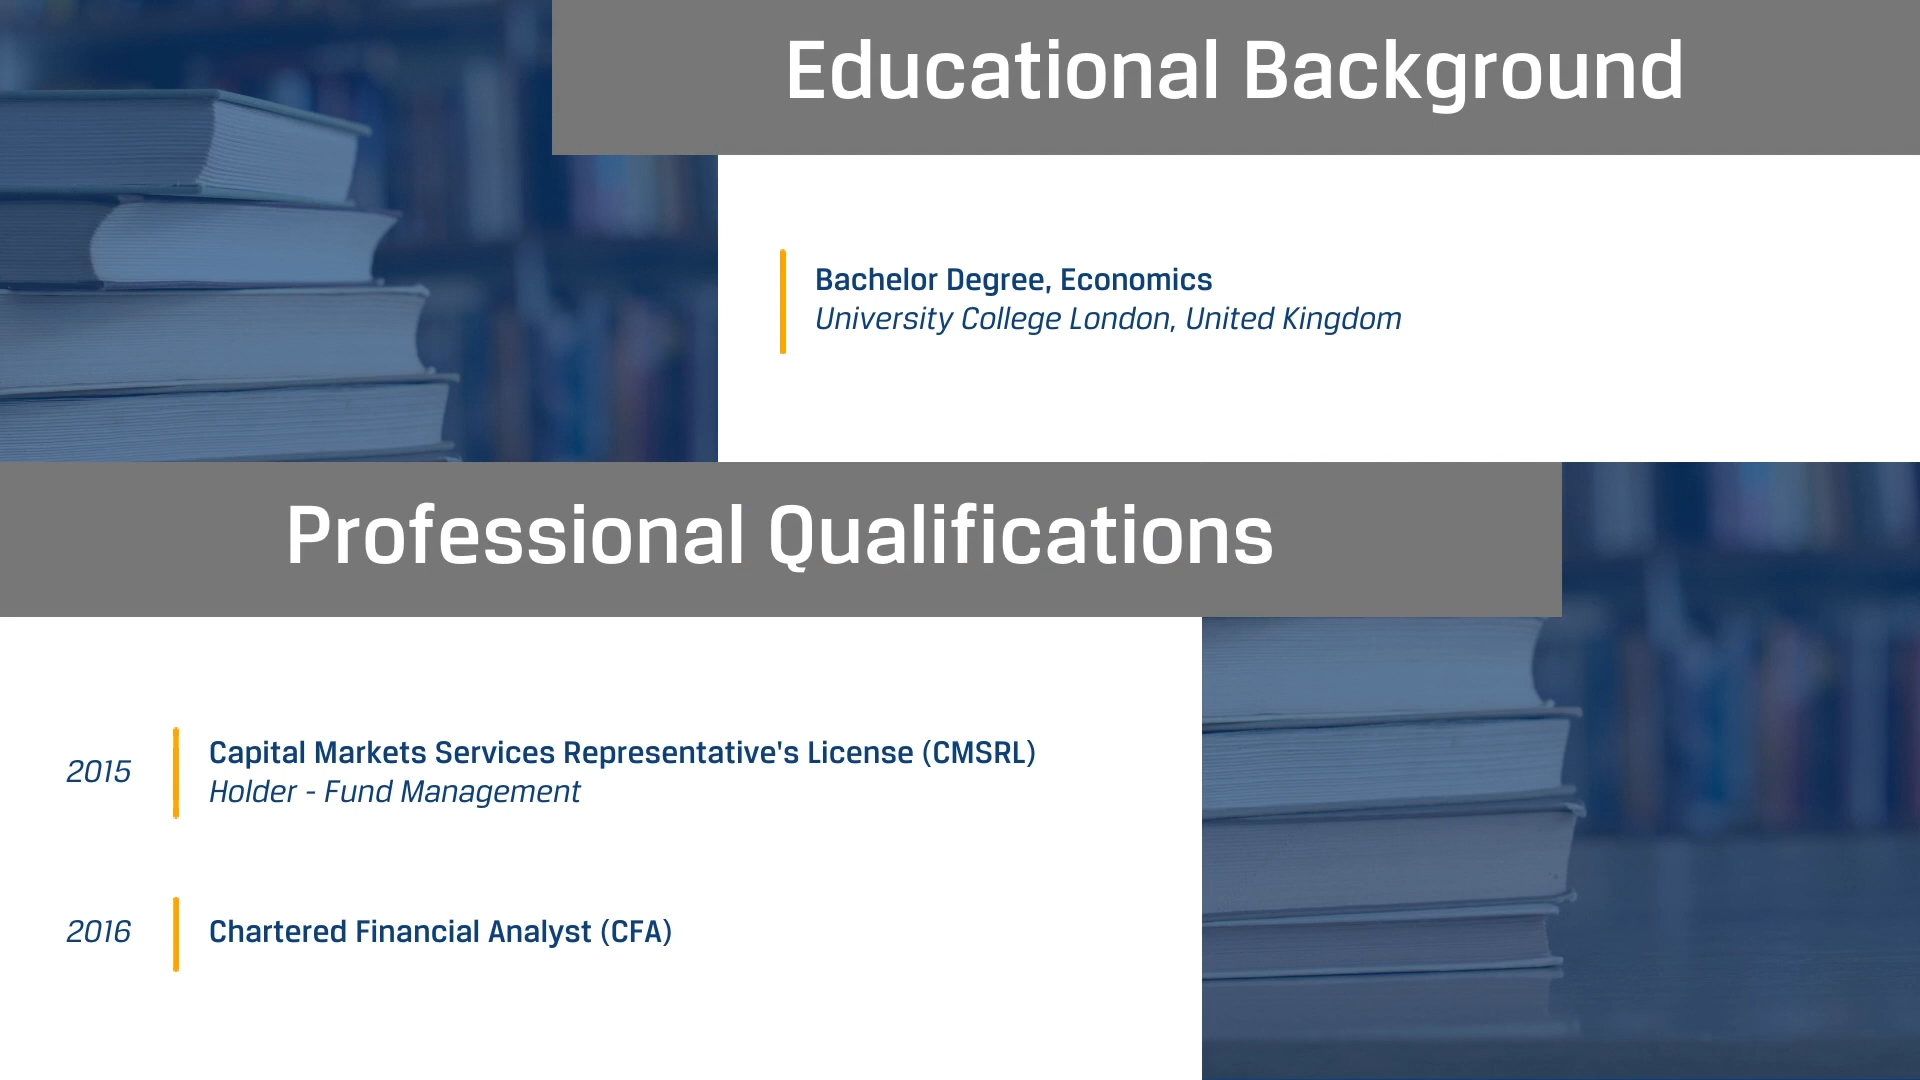 Educational Background
Bachelor Degree, Economics
University College London, United Kingdom
Professional Qualifications
2015
Capital Markets Services Representative's License (CMSRL)
Holder - Fund Management
2016
Chartered Financial Analyst (CFA)